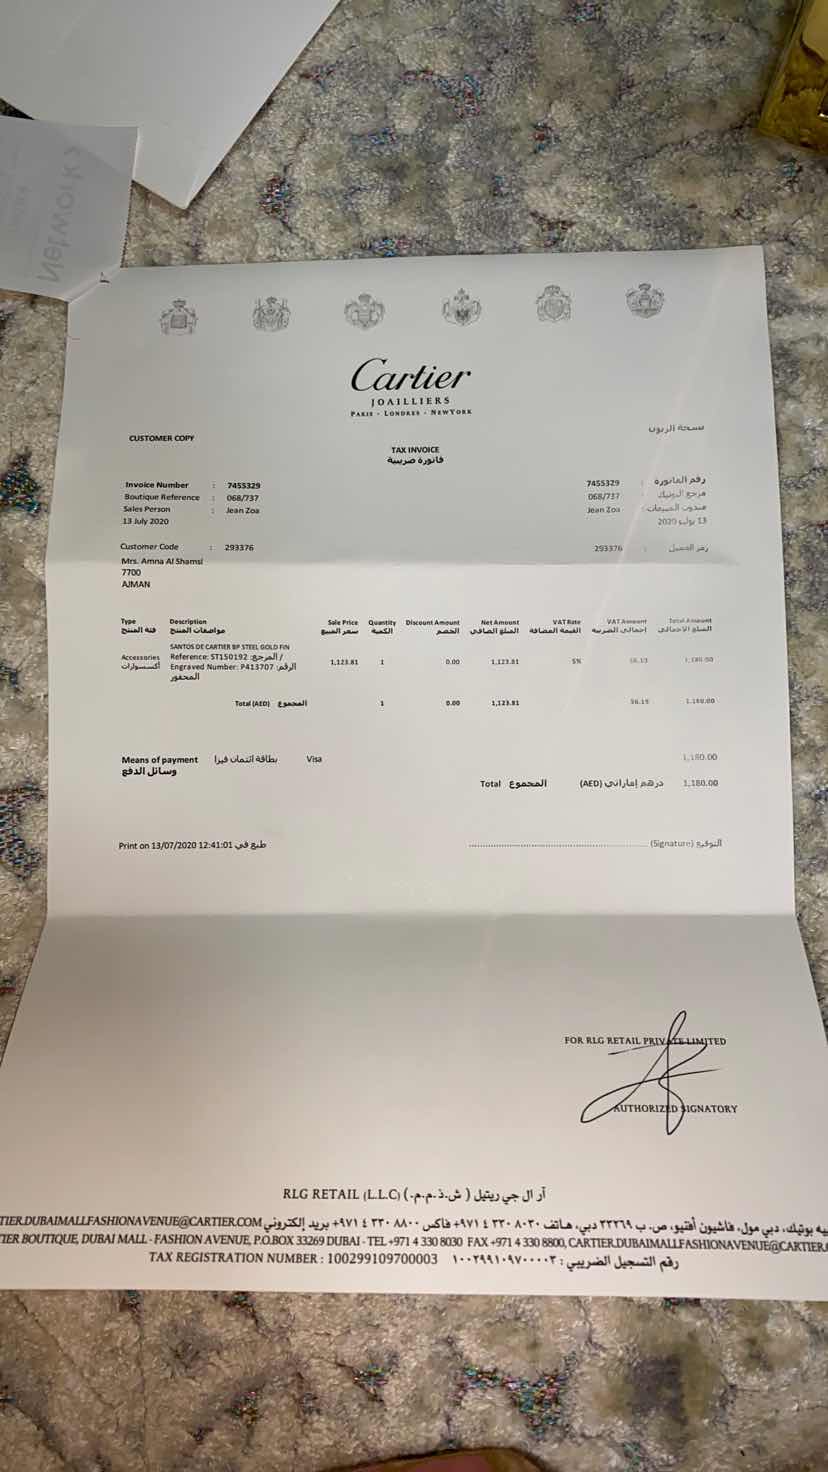 Network
Cartier
JOAILLIERS
PARIS - LONDRES - NEWYORK
CUSTOMER COPY
نسخة الزبون
TAX INVOICE
فاتورة ضريبية
Invoice Number : 7455329
7455329 : رقم الفاتورة
Boutique Reference : 068/737
068/737 : مرجع البوتيك
Sales Person : Jean Zoa
Jean Zoa : مندوب المبيعات
13 July 2020
13 يوليو 2020
Customer Code : 293376
293376 : رقم العميل
Mrs. Amna Al Shamsi
7700
AJMAN
Type Description Sale Price Quantity Discount Amount Net Amount VAT Rate VAT Amount Total Amount
فئة المنتج مواصفات المنتج سعر المبيع الكمية الخصم المبلغ الصافي القيمة المضافة إجمالي الضريبة المبلغ الإجمالي
SANTOS DE CARTIER BP STEEL GOLD FIN
Accessories Reference: ST150192 :المرجع / 1,123.81 1 0.00 1,123.81 5% 56.19 1,180.00
أكسسوارات Engraved Number: P413707 :الرقم
المحفور
Total (AED) المجموع 1 0.00 1,123.81 56.19 1,180.00
Means of payment بطاقة ائتمان فيزا Visa 1,180.00
وسائل الدفع
Total المجموع (AED) درهم إماراتي 1,180.00
Print on 13/07/2020 12:41:01 طبع في
(Signature) التوقيع
FOR RLG RETAIL PRIVATE LIMITED
AUTHORIZED SIGNATORY
RLG RETAIL (L.L.C) (.آر ال جي ريتيل ( ش.ذ.م.م
بوتيك، دبي مول، فاشيون أفنيو، ص. ب ٣٣٢٦٩ دبي، هاتف ٨٠٣٠ ٣٣٠ ٤ ٩٧١+ فاكس ٨٨٠٠ ٣٣٠ ٤ ٩٧١+ بريد إلكتروني TIER.DUBAIMALLFASHIONAVENUE@CARTIER.COM
TIER BOUTIQUE, DUBAI MALL - FASHION AVENUE, P.O.BOX 33269 DUBAI - TEL +971 4 330 8030 FAX +971 4 330 8800, CARTIER.DUBAIMALLFASHIONAVENUE@CARTIER
TAX REGISTRATION NUMBER : 100299109700003 رقم التسجيل الضريبي : ١٠٠٢٩٩١٠٩٧٠٠٠٠٣